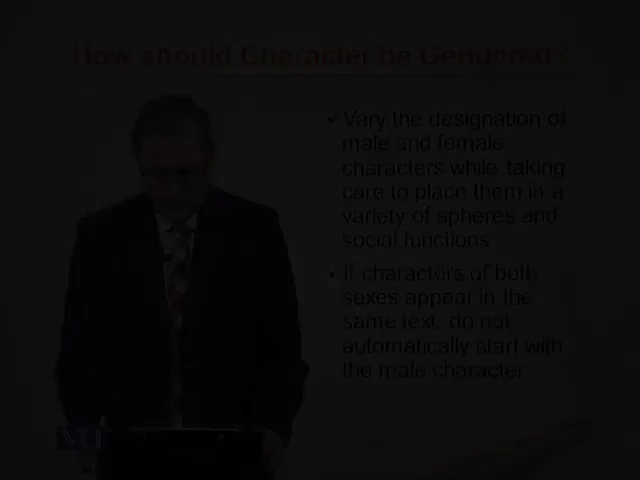 How should Character be Gendered?
Vary the designation of
male and female
characters while taking
care to place them in a
variety of spheres and
social functions
If characters of both
sexes appear in the
same text, do not
automatically start with
the male character
VU